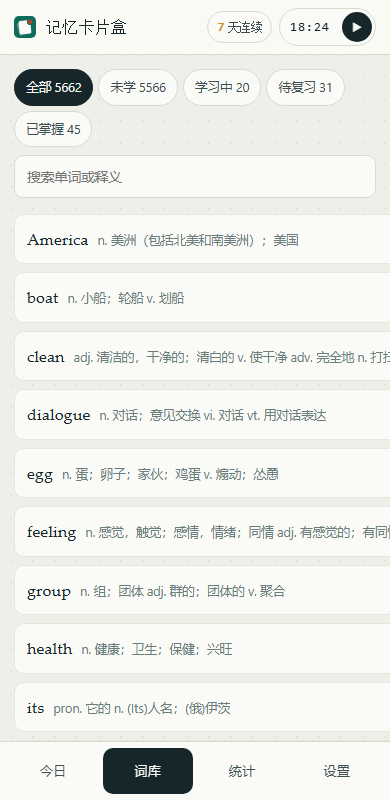 记忆卡片盒
7 天连续
18:24
全部 5662
未学 5566
学习中 20
待复习 31
已掌握 45
搜索单词或释义
America n. 美洲（包括北美和南美洲）；美国
boat n. 小船；轮船 v. 划船
clean adj. 清洁的，干净的；清白的 v. 使干净 adv. 完全地 n. 打扫
dialogue n. 对话；意见交换 vi. 对话 vt. 用对话表达
egg n. 蛋；卵子；家伙；鸡蛋 v. 煽动；怂恿
feeling n. 感觉，触觉；感情，情绪；同情 adj. 有感觉的；有同情
group n. 组；团体 adj. 群的；团体的 v. 聚合
health n. 健康；卫生；保健；兴旺
its pron. 它的 n. (Its)人名；(俄)伊茨
今日
词库
统计
设置